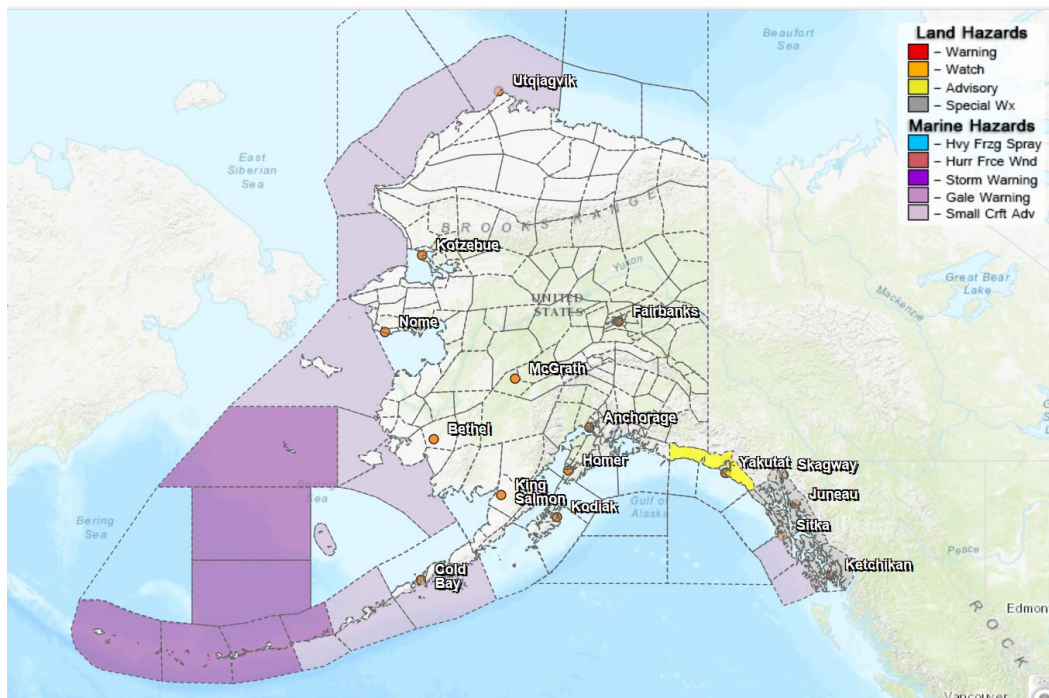 Beaufort
Sea
Land Hazards
– Warning
– Watch
– Advisory
– Special Wx
Marine Hazards
– Hvy Frzg Spray
– Hurr Frce Wnd
– Storm Warning
– Gale Warning
– Small Crft Adv
Utqiagvik
East
Siberian
Sea
BROOKS RANGE
Kotzebue
Yukon
Great Bear
Lake
Mackenzie
UNITED
STATES
Fairbanks
Nome
McGrath
Anchorage
Bethel
Homer
Yakutat
Skagway
King
Salmon
Kodiak
Gulf of
Alaska
Juneau
Sitka
Bering
Sea
Sea
Cold
Bay
Ketchikan
Peace
ROCK
Edmon
Vancouver